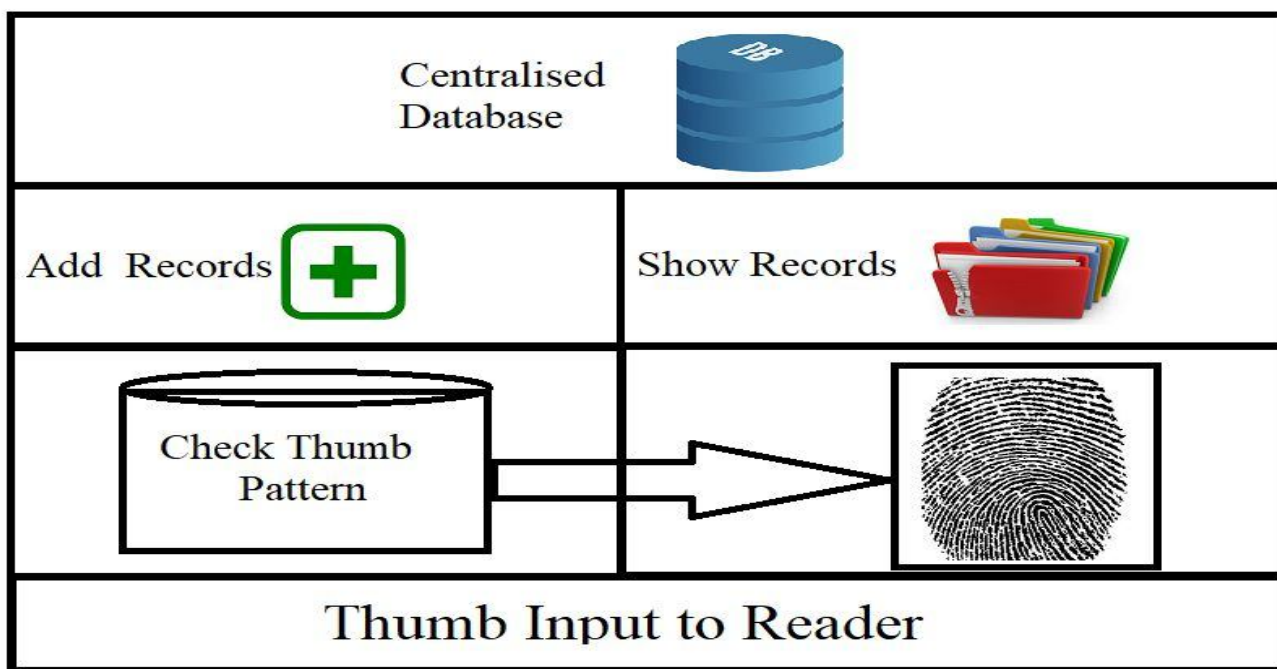 Centralised
Database
DB
Add Records
Show Records
Check Thumb
Pattern
Thumb Input to Reader